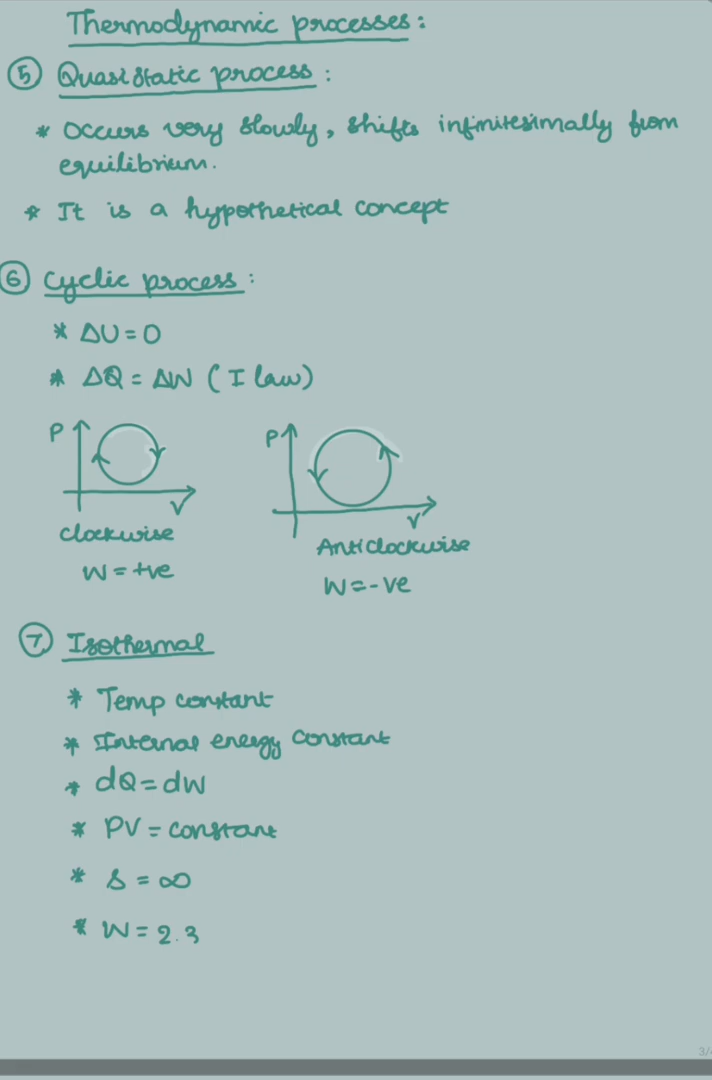 Thermodynamic processes:
⑤ Quasistatic process:
* Occurs very slowly, shifts infinitesimally from
equilibrium.
* It is a hypothetical concept
⑥ Cyclic process:
* ΔU = 0
* ΔQ = ΔW (I law)
P P
V V
Clockwise Anticlockwise
W = +ve W = -ve
⑦ Isothermal
* Temp constant
* Internal energy constant
* dQ = dW
* PV = constant
* s = ∞
* W = 2.3
3/